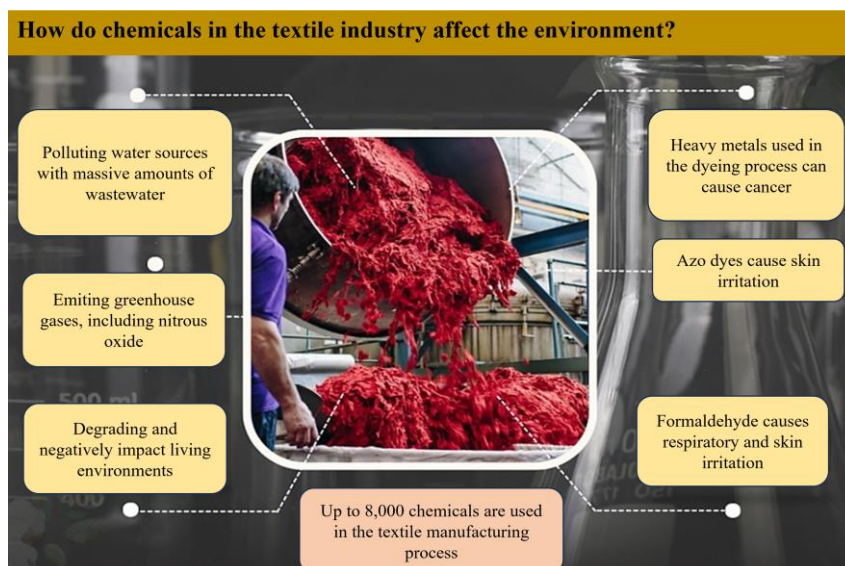 How do chemicals in the textile industry affect the environment?
Polluting water sources
with massive amounts of
wastewater
Emiting greenhouse
gases, including nitrous
oxide
Degrading and
negatively impact living
environments
Heavy metals used in
the dyeing process can
cause cancer
Azo dyes cause skin
irritation
Formaldehyde causes
respiratory and skin
irritation
Up to 8,000 chemicals are used
in the textile manufacturing
process
500 ml
400